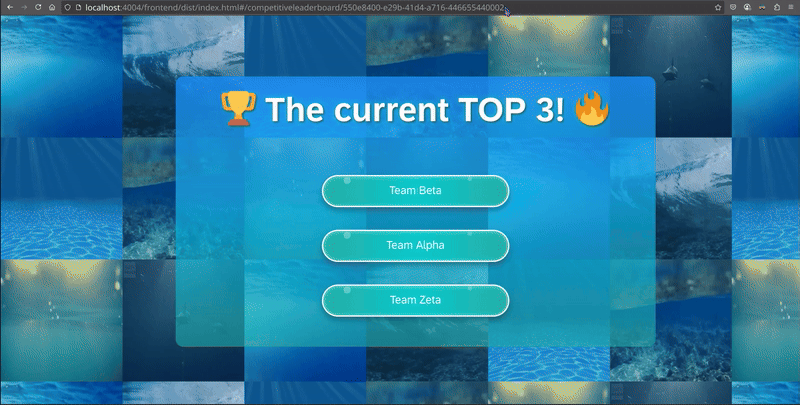 localhost:4004/frontend/dist/index.html#/competitiveleaderboard/550e8400-e29b-41d4-a716-446655440002
The current TOP 3!
Team Beta
Team Alpha
Team Zeta